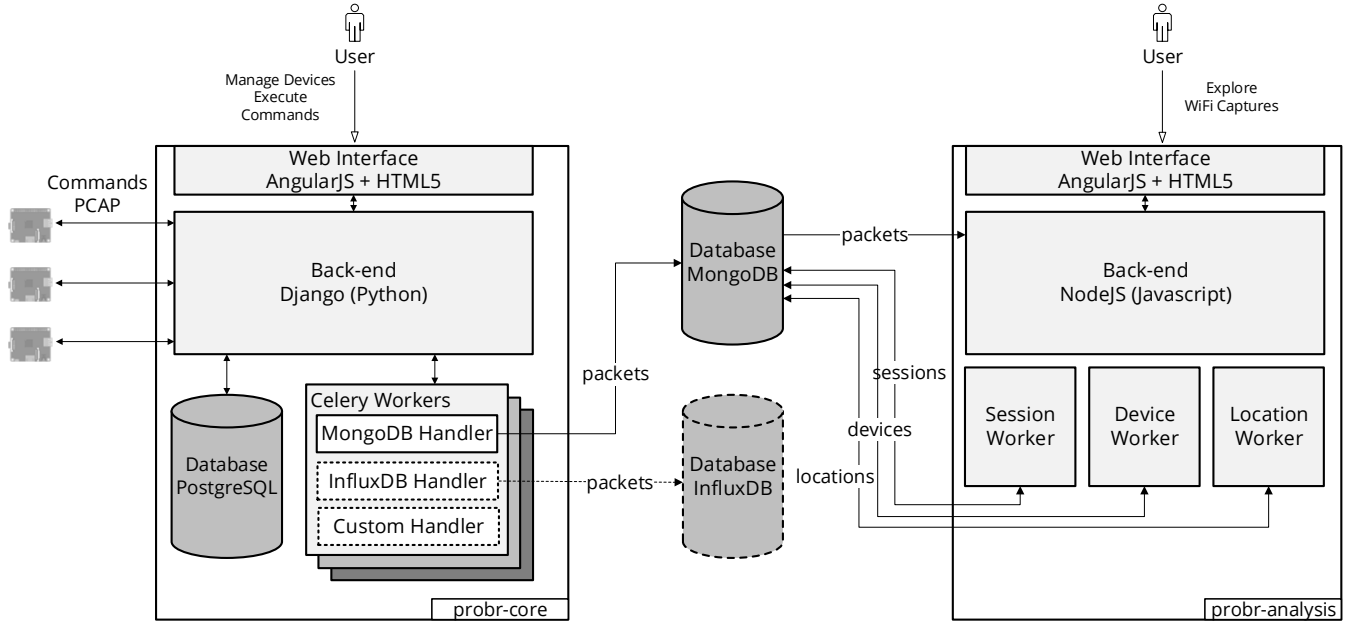 User
Manage Devices
Execute
Commands
Web Interface
AngularJS + HTML5
Commands
PCAP
Back-end
Django (Python)
Database
PostgreSQL
Celery Workers
MongoDB Handler
InfluxDB Handler
Custom Handler
probr-core
packets
packets
Database
MongoDB
Database
InfluxDB
packets
sessions
devices
locations
User
Explore
WiFi Captures
Web Interface
AngularJS + HTML5
Back-end
NodeJS (Javascript)
Session
Worker
Device
Worker
Location
Worker
probr-analysis